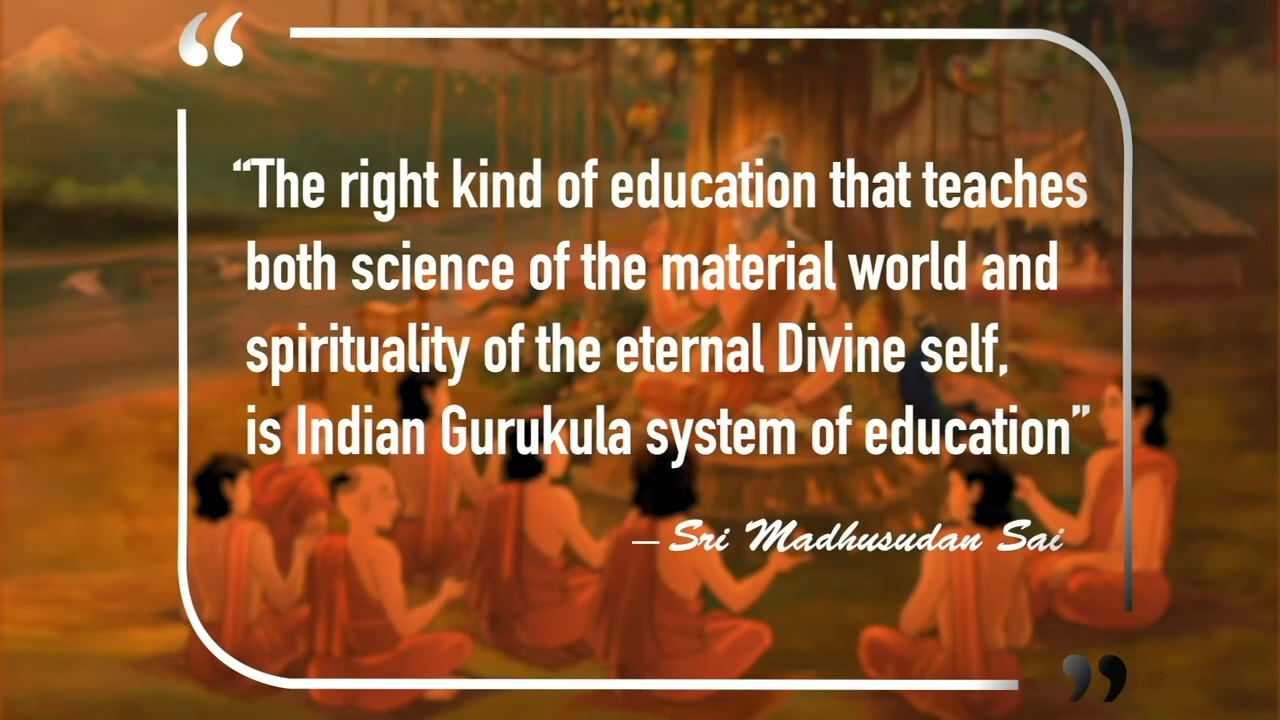 “The right kind of education that teaches
both science of the material world and
spirituality of the eternal Divine self,
is Indian Gurukula system of education”
— Sri Madhusudan Sai